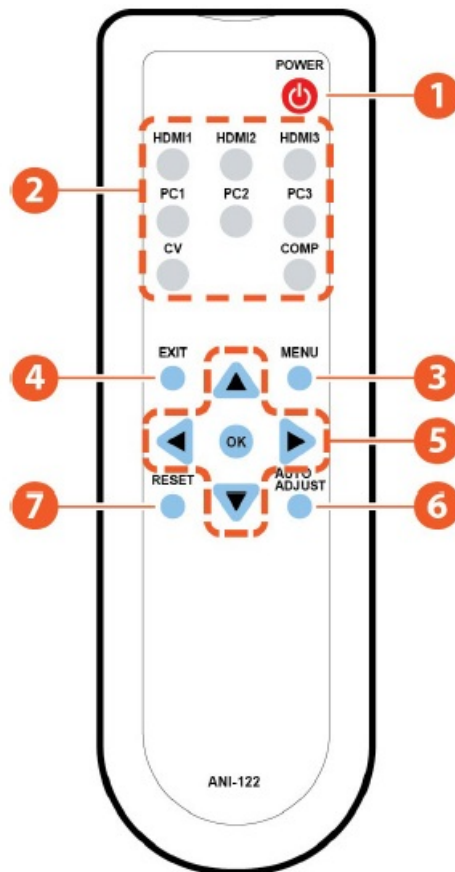 POWER
1
HDMI1 HDMI2 HDMI3
2
PC1 PC2 PC3
CV COMP
EXIT MENU
4 3
OK
5
RESET AUTO
ADJUST
7 6
ANI-122